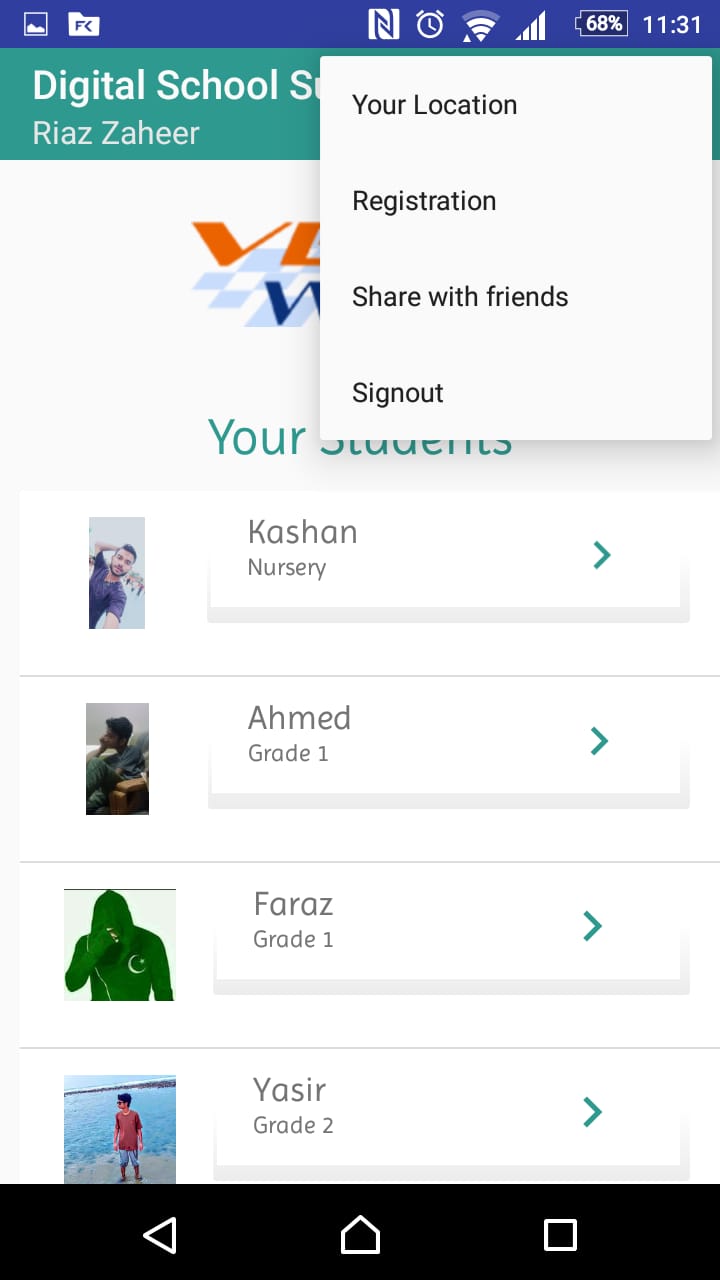 FK
68%
11:31
Digital School
Riaz Zaheer
Your Location
Registration
Share with friends
Signout
Your Students
Kashan
Nursery
Ahmed
Grade 1
Faraz
Grade 1
Yasir
Grade 2